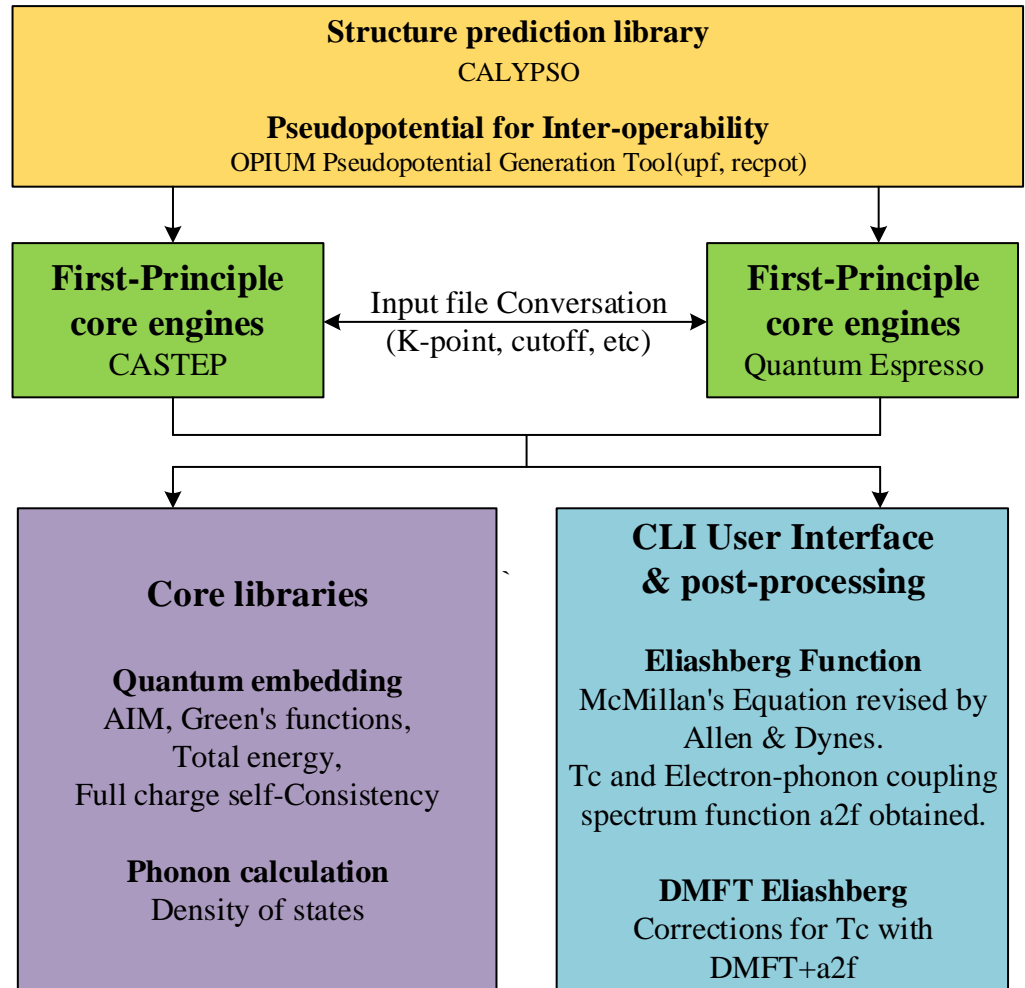 Structure prediction library
CALYPSO
Pseudopotential for Inter-operability
OPIUM Pseudopotential Generation Tool(upf, recpot)
First-Principle
core engines
CASTEP
Input file Conversation
(K-point, cutoff, etc)
First-Principle
core engines
Quantum Espresso
Core libraries
Quantum embedding
AIM, Green's functions,
Total energy,
Full charge self-Consistency
Phonon calculation
Density of states
`
CLI User Interface
& post-processing
Eliashberg Function
McMillan's Equation revised by
Allen & Dynes.
Tc and Electron-phonon coupling
spectrum function a2f obtained.
DMFT Eliashberg
Corrections for Tc with
DMFT+a2f